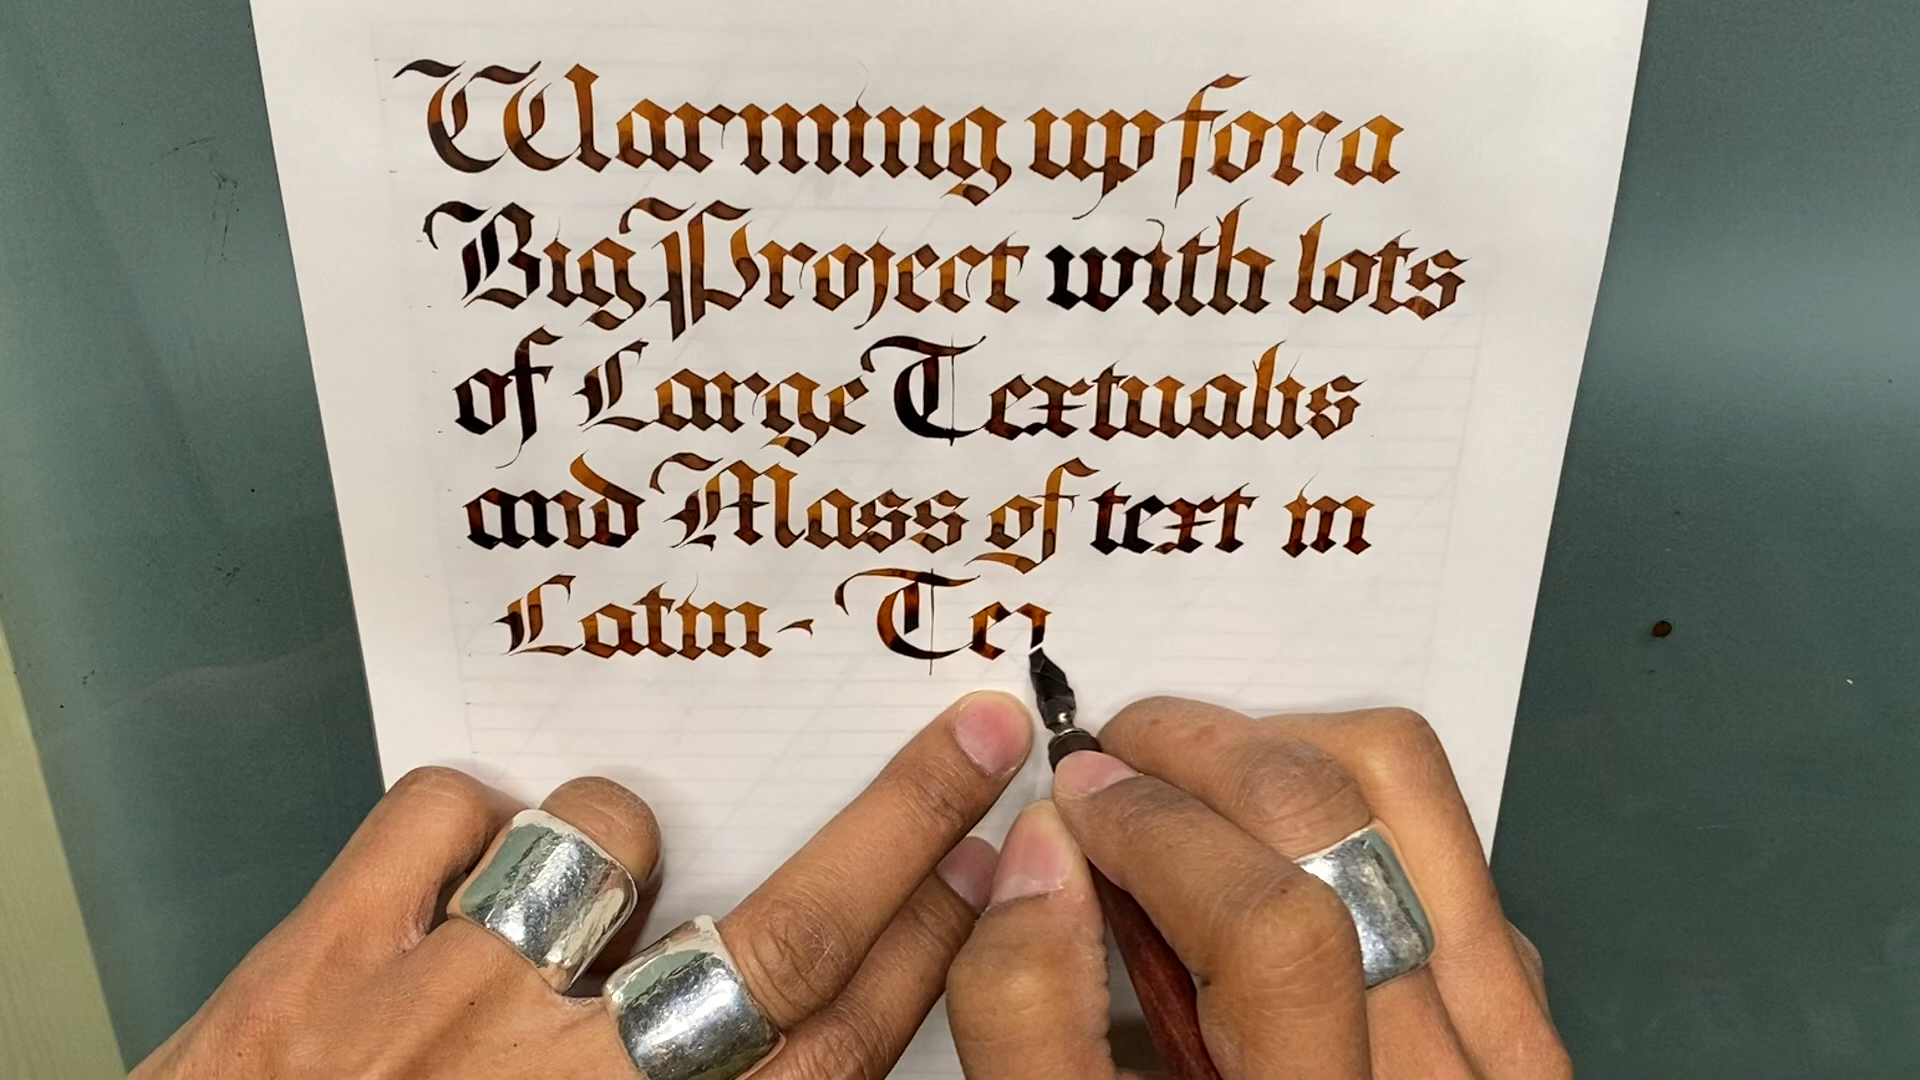 Warming up for a
Big Project with lots
of Large Textualis
and Mass of text in
Latin - Te